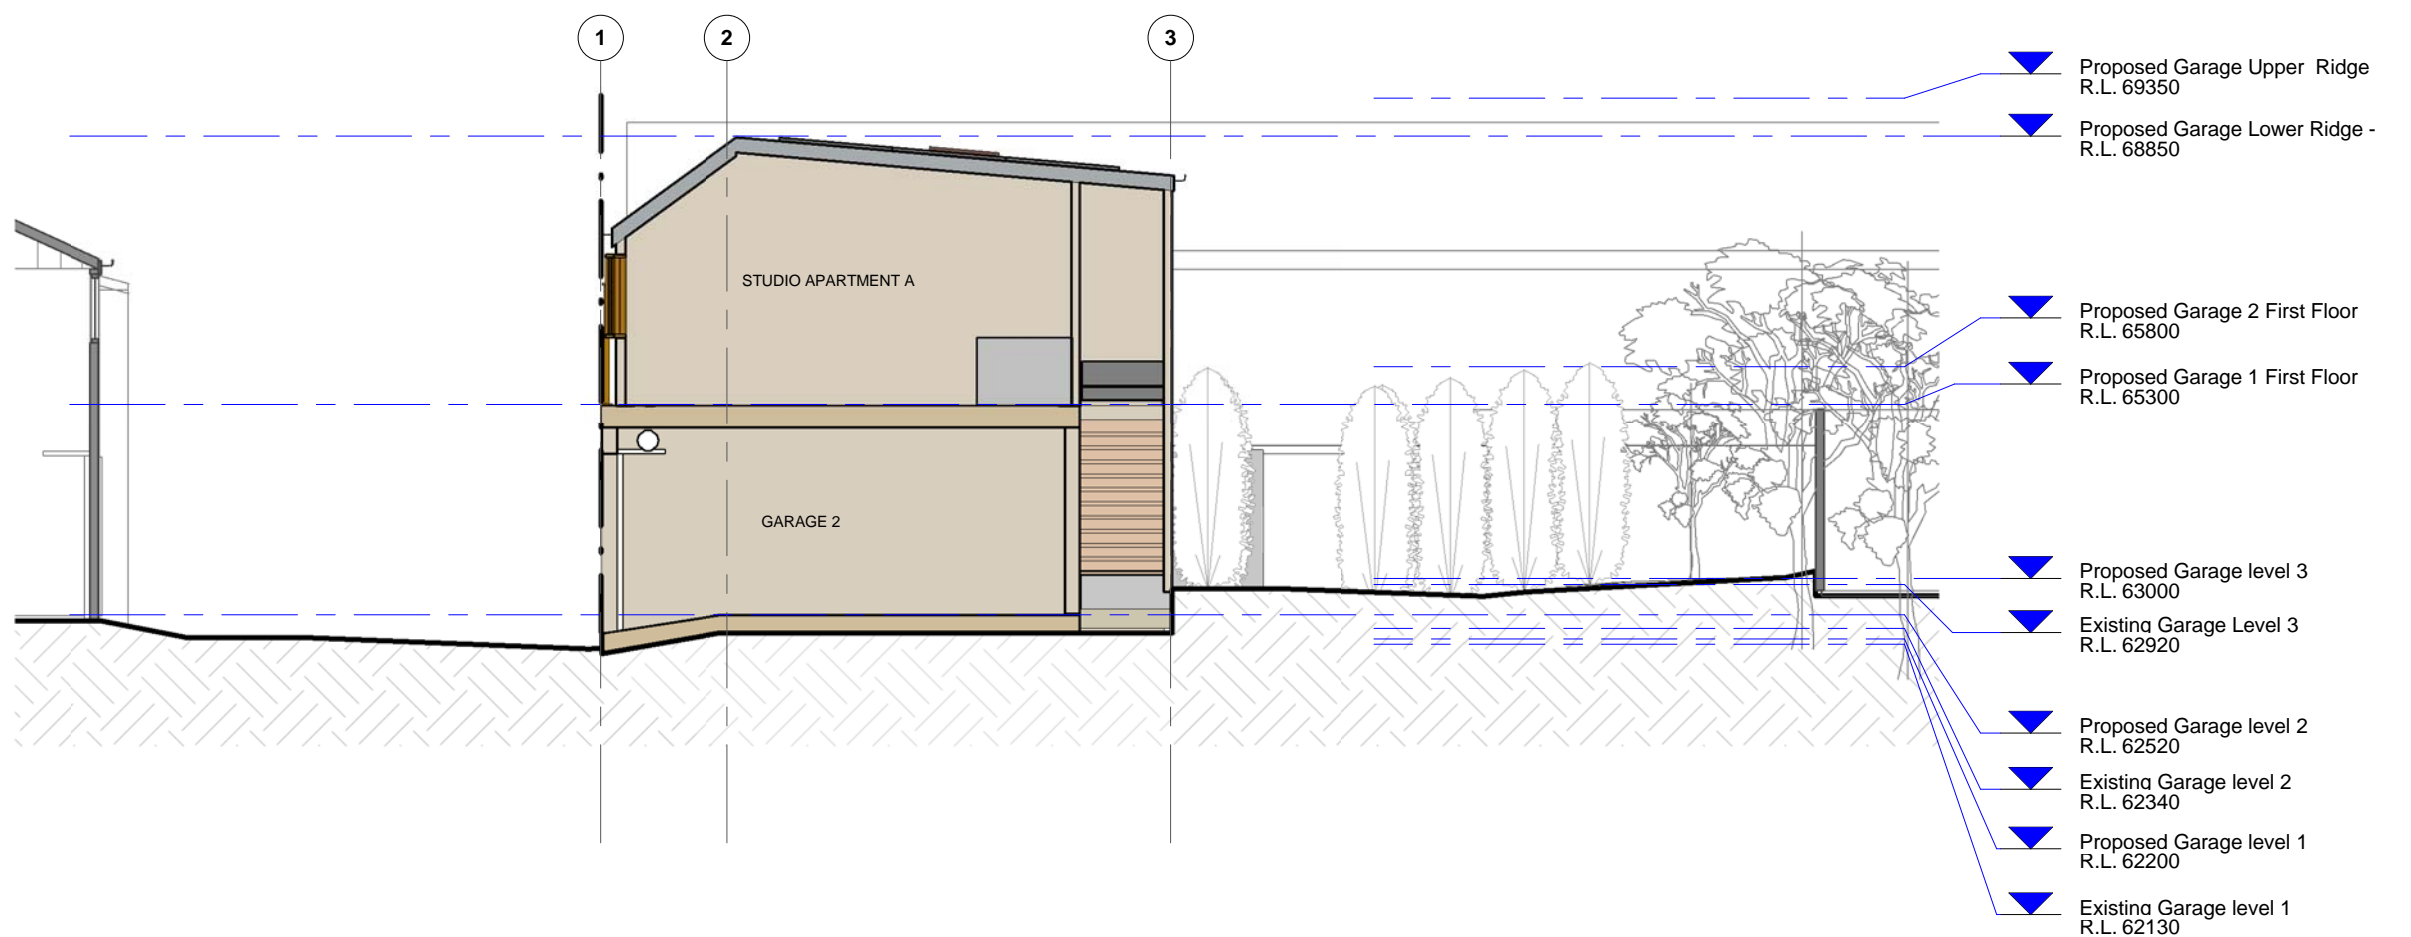 1
2
3
Proposed Garage Upper Ridge
R.L. 69350
Proposed Garage Lower Ridge -
R.L. 68850
STUDIO APARTMENT A
Proposed Garage 2 First Floor
R.L. 65800
Proposed Garage 1 First Floor
R.L. 65300
GARAGE 2
Proposed Garage level 3
R.L. 63000
Existing Garage Level 3
R.L. 62920
Proposed Garage level 2
R.L. 62520
Existing Garage level 2
R.L. 62340
Proposed Garage level 1
R.L. 62200
Existing Garage level 1
R.L. 62130